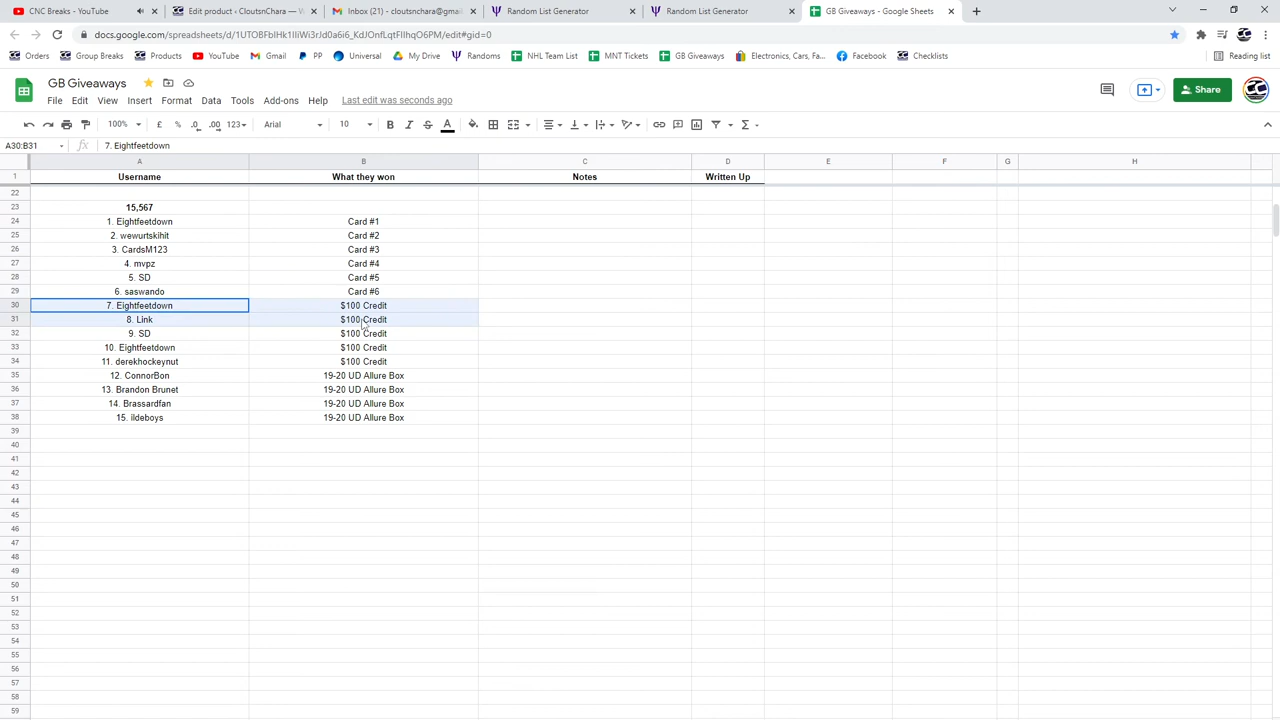 CNC Breaks - YouTube
Edit product ‹ CloutsnChara — W
Inbox (21) - cloutsnchara@gmail
Random List Generator
Random List Generator
GB Giveaways - Google Sheets
Orders Group Breaks Products YouTube Gmail PP Universal My Drive Randoms NHL Team List MNT Tickets GB Giveaways Electronics, Cars, Fa... Facebook Checklists Reading list
GB Giveaways
File Edit View Insert Format Data Tools Add-ons Help Last edit was seconds ago
Share
100% £ % .0 .00 123 Arial 10 B I S A
A30:B31 fx 7. Eightfeetdown
A B C D E F G H
1 Username What they won Notes Written Up
22
23 15,567
24 1. Eightfeetdown Card #1
25 2. wewurtskihit Card #2
26 3. CardsM123 Card #3
27 4. mvpz Card #4
28 5. SD Card #5
29 6. saswando Card #6
30 7. Eightfeetdown $100 Credit
31 8. Link $100 Credit
32 9. SD $100 Credit
33 10. Eightfeetdown $100 Credit
34 11. derekhockeynut $100 Credit
35 12. ConnorBon 19-20 UD Allure Box
36 13. Brandon Brunet 19-20 UD Allure Box
37 14. Brassardfan 19-20 UD Allure Box
38 15. ildeboys 19-20 UD Allure Box
39
40
41
42
43
44
45
46
47
48
49
50
51
52
53
54
55
56
57
58
59